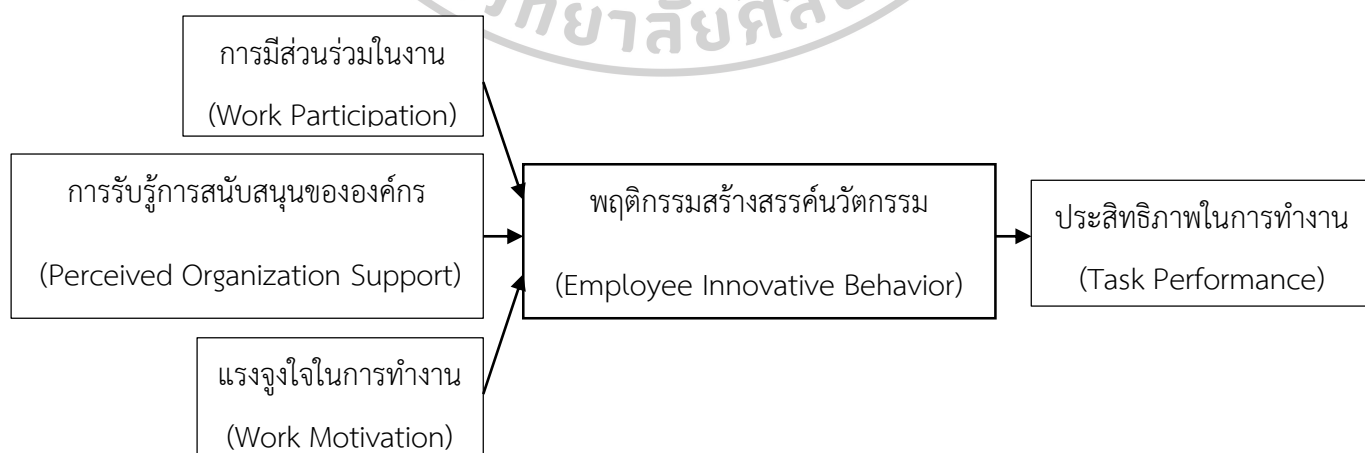 การมีส่วนร่วมในงาน
(Work Participation)
การรับรู้การสนับสนุนขององค์กร
(Perceived Organization Support)
แรงจูงใจในการทำงาน
(Work Motivation)
พฤติกรรมสร้างสรรค์นวัตกรรม
(Employee Innovative Behavior)
ประสิทธิภาพในการทำงาน
(Task Performance)